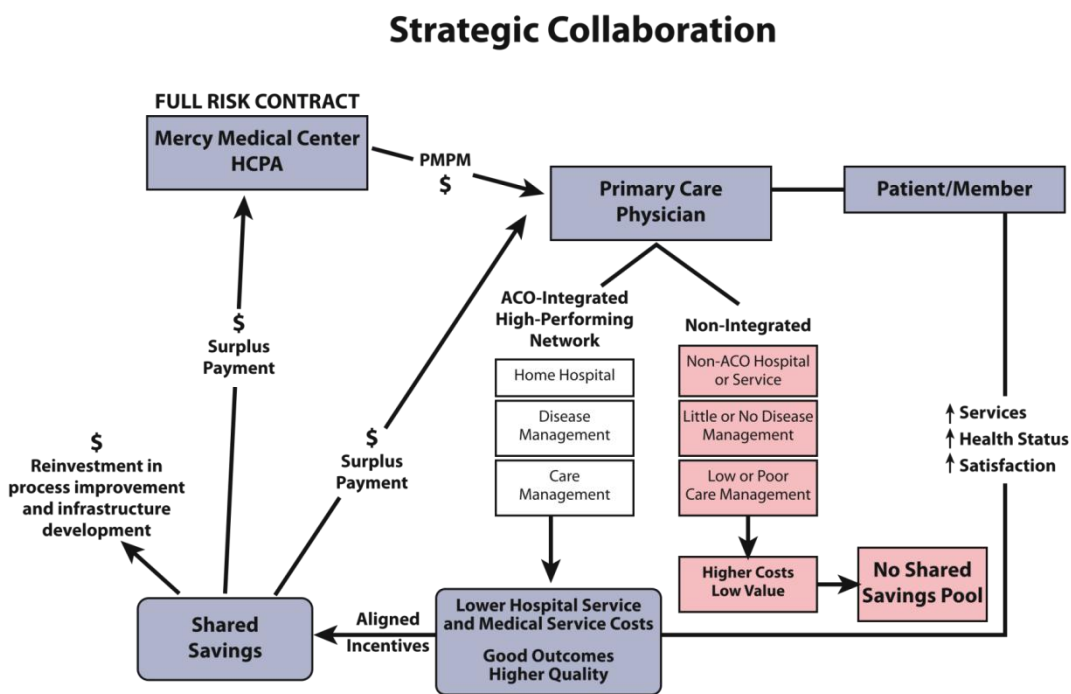 Strategic Collaboration
FULL RISK CONTRACT
Mercy Medical Center
HCPA
PMPM
$
Primary Care
Physician
Patient/Member
ACO-Integrated
High-Performing
Network
Non-Integrated
Home Hospital
Disease
Management
Care
Management
Non-ACO Hospital
or Service
Little or No Disease
Management
Low or Poor
Care Management
$
Surplus
Payment
$
Surplus
Payment
$
Reinvestment in
process improvement
and infrastructure
development
↑ Services
↑ Health Status
↑ Satisfaction
Higher Costs
Low Value
No Shared
Savings Pool
Shared
Savings
Aligned
Incentives
Lower Hospital Service
and Medical Service Costs
Good Outcomes
Higher Quality